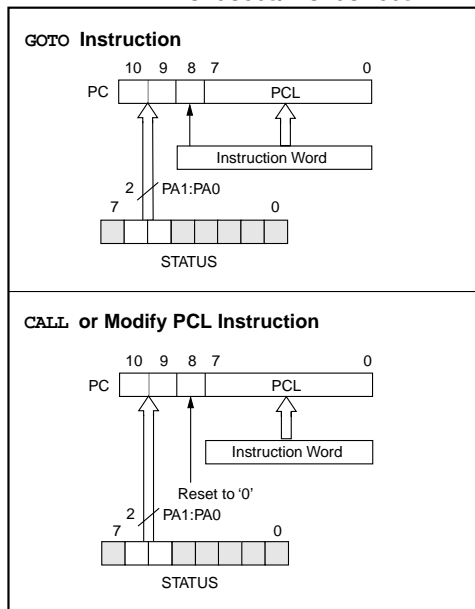 GOTO Instruction
10 9 8 7 0
PC PCL
Instruction Word
2 PA1:PA0
7 0
STATUS
CALL or Modify PCL Instruction
10 9 8 7 0
PC PCL
Instruction Word
Reset to ‘0’
2 PA1:PA0
7 0
STATUS